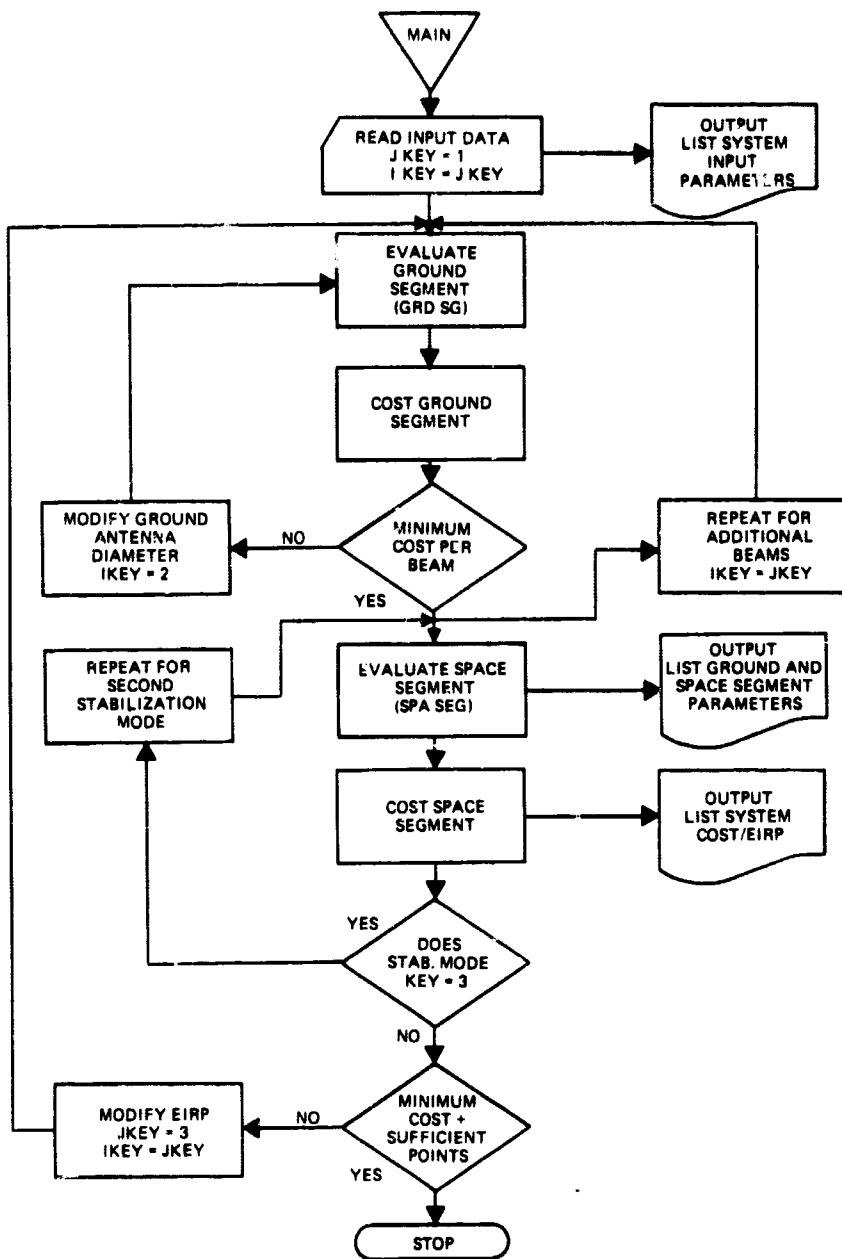 MAIN
READ INPUT DATA
J KEY = 1
I KEY = J KEY
OUTPUT
LIST SYSTEM
INPUT
PARAMETERS
EVALUATE
GROUND
SEGMENT
(GRD SG)
COST GROUND
SEGMENT
MODIFY GROUND
ANTENNA
DIAMETER
IKEY = 2
NO
MINIMUM
COST PER
BEAM
YES
REPEAT FOR
ADDITIONAL
BEAMS
IKEY = JKEY
REPEAT FOR
SECOND
STABILIZATION
MODE
EVALUATE SPACE
SEGMENT
(SPA SEG)
OUTPUT
LIST GROUND AND
SPACE SEGMENT
PARAMETERS
COST SPACE
SEGMENT
OUTPUT
LIST SYSTEM
COST/EIRP
YES
DOES
STAB. MODE
KEY = 3
NO
MODIFY EIRP
JKEY = 3
IKEY = JKEY
NO
MINIMUM
COST +
SUFFICIENT
POINTS
YES
STOP